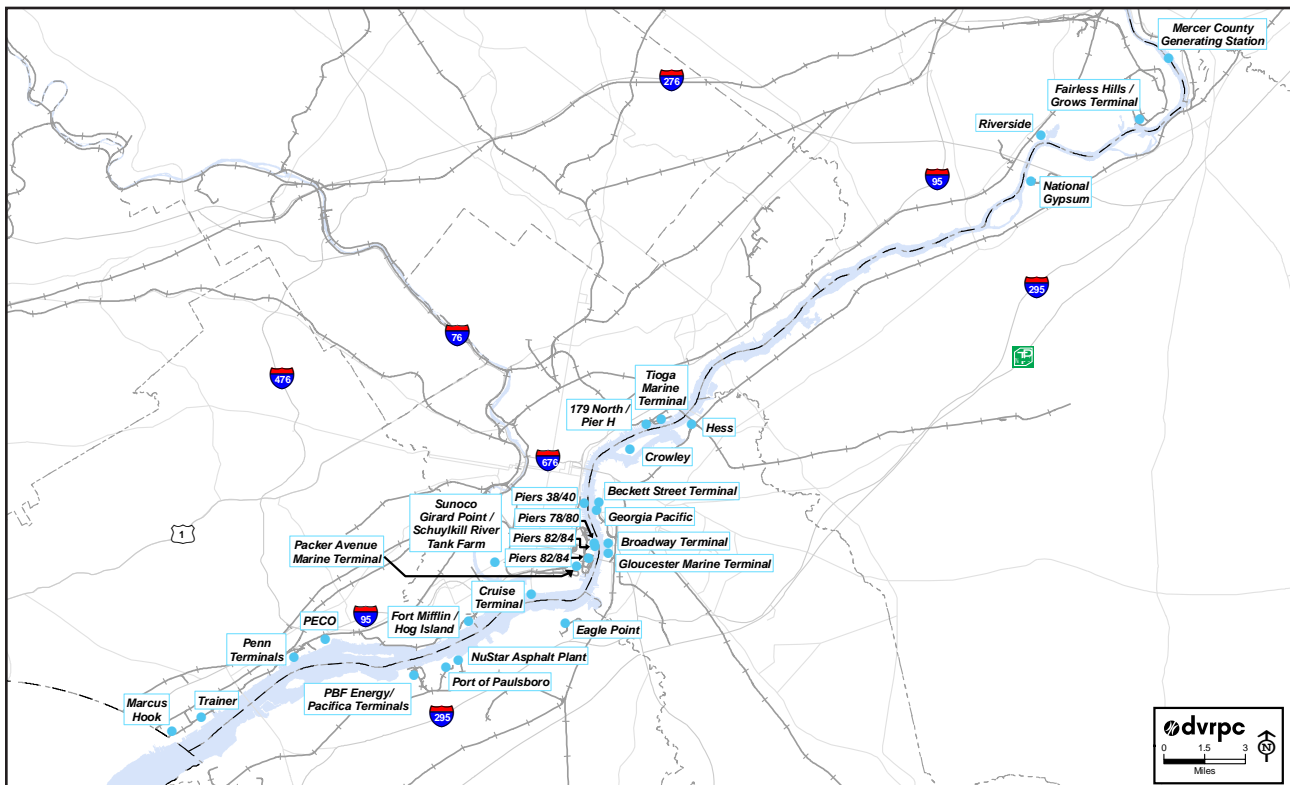 Mercer County
Generating Station
276
Fairless Hills /
Grows Terminal
Riverside
95
National
Gypsum
295
TP
76
476
Tioga
Marine
Terminal
179 North /
Pier H
Hess
Crowley
676
Beckett Street Terminal
Piers 38/40
Sunoco
Girard Point /
Schuylkill River
Tank Farm
Georgia Pacific
Piers 78/80
1
Piers 82/84
Broadway Terminal
Packer Avenue
Marine Terminal
Piers 82/84
Gloucester Marine Terminal
Cruise
Terminal
95
Fort Mifflin /
Hog Island
PECO
Eagle Point
Penn
Terminals
NuStar Asphalt Plant
Port of Paulsboro
PBF Energy/
Pacifica Terminals
Marcus
Hook
Trainer
295
dvrpc
0 1.5 3
Miles
N